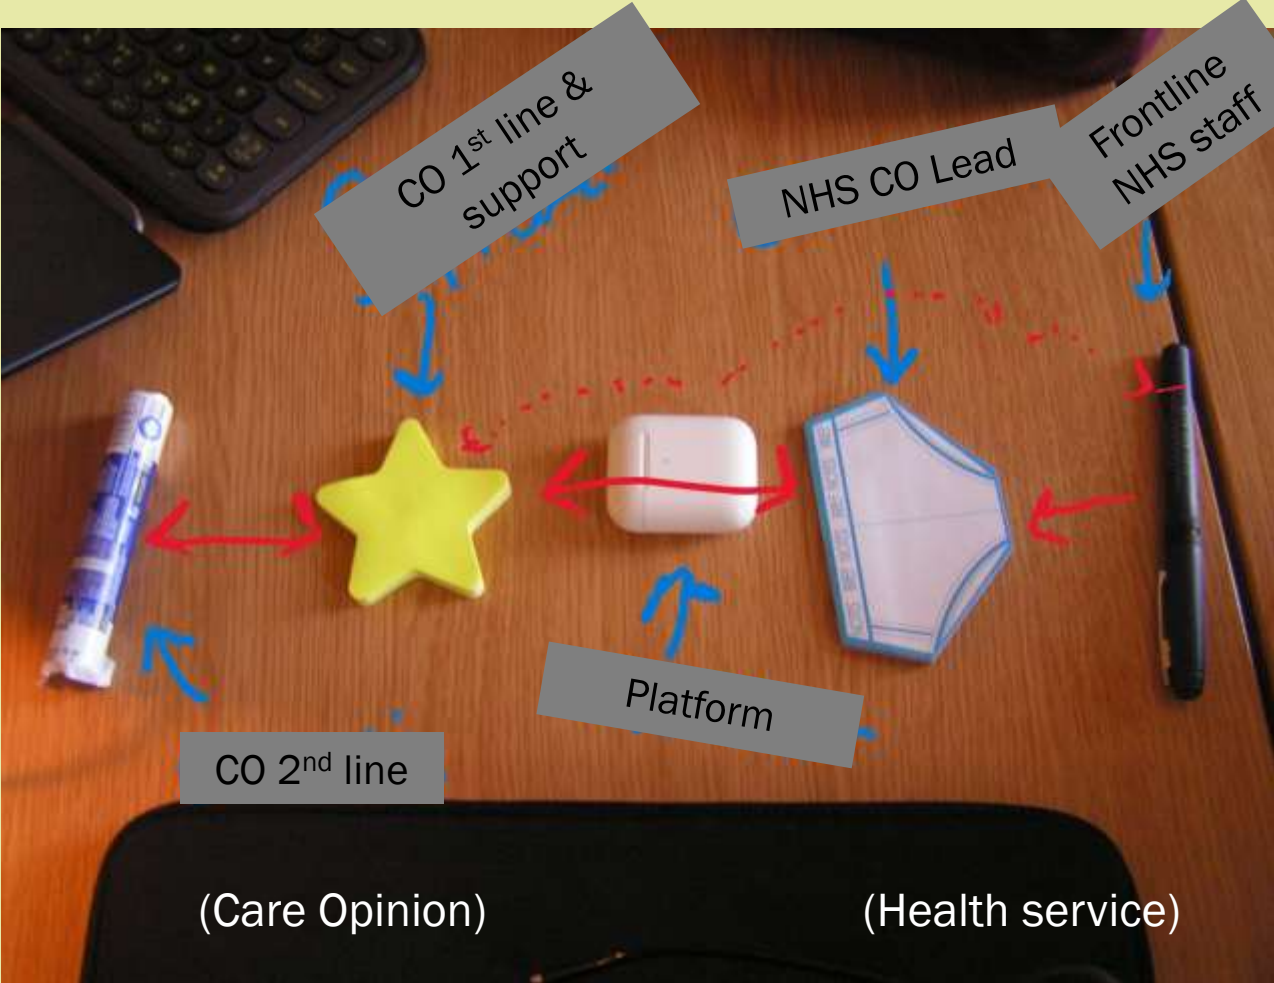 CO 1st line &
support
NHS CO Lead
Frontline
NHS staff
Platform
CO 2nd line
(Care Opinion)
(Health service)